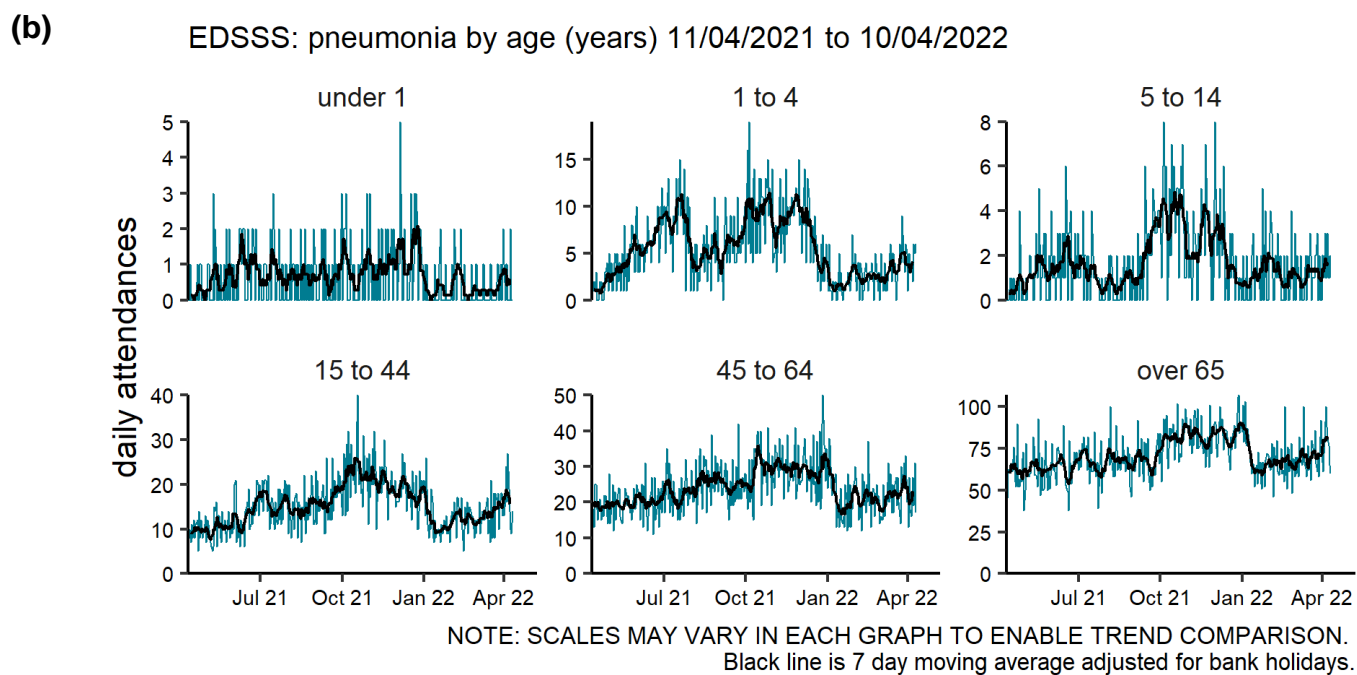 (b)
EDSSS: pneumonia by age (years) 11/04/2021 to 10/04/2022
daily attendances
under 1
5
4
3
2
1
0
1 to 4
15
10
5
0
5 to 14
8
6
4
2
0
15 to 44
40
30
20
10
0
Jul 21 Oct 21 Jan 22 Apr 22
45 to 64
50
40
30
20
10
0
Jul 21 Oct 21 Jan 22 Apr 22
over 65
100
75
50
25
0
Jul 21 Oct 21 Jan 22 Apr 22
NOTE: SCALES MAY VARY IN EACH GRAPH TO ENABLE TREND COMPARISON.
Black line is 7 day moving average adjusted for bank holidays.